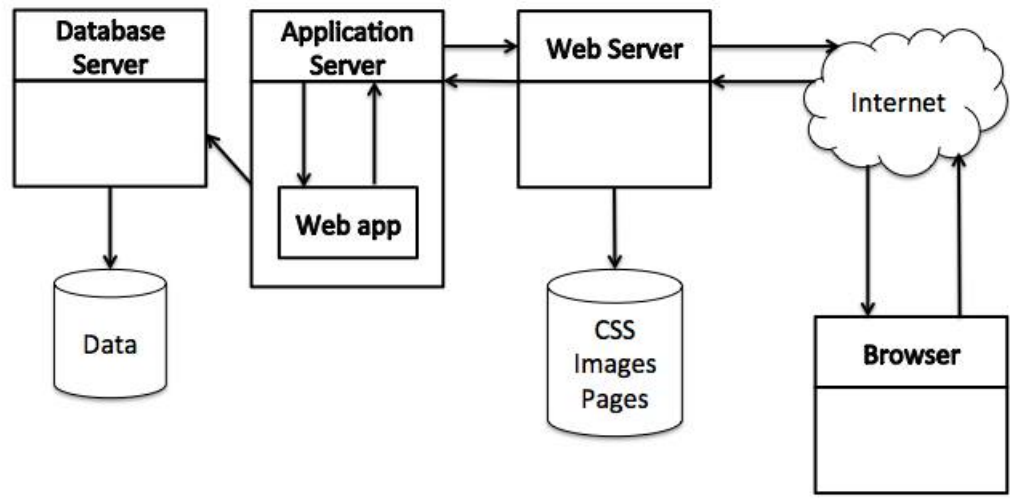 Database
Server
Application
Server
Web Server
Internet
Web app
Data
CSS
Images
Pages
Browser